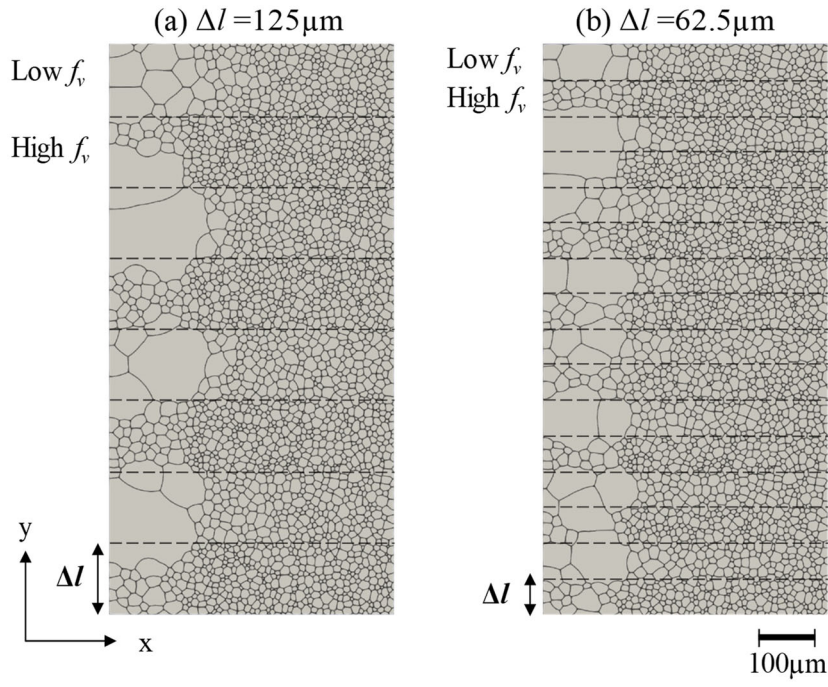 (a) Δl =125µm
(b) Δl =62.5µm
Low fv
High fv
Low fv
High fv
y
Δl
x
Δl
100µm